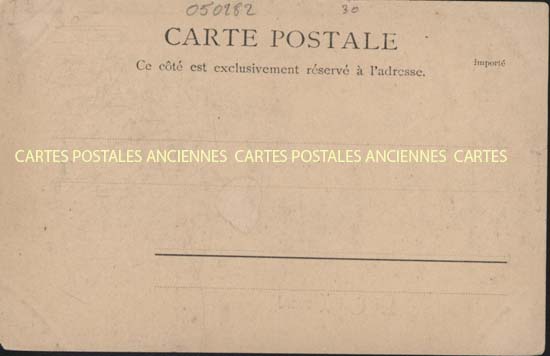 050282 30
CARTE POSTALE
Ce côté est exclusivement réservé à l'adresse.
Importé
CARTES POSTALES ANCIENNES CARTES POSTALES ANCIENNES CARTES